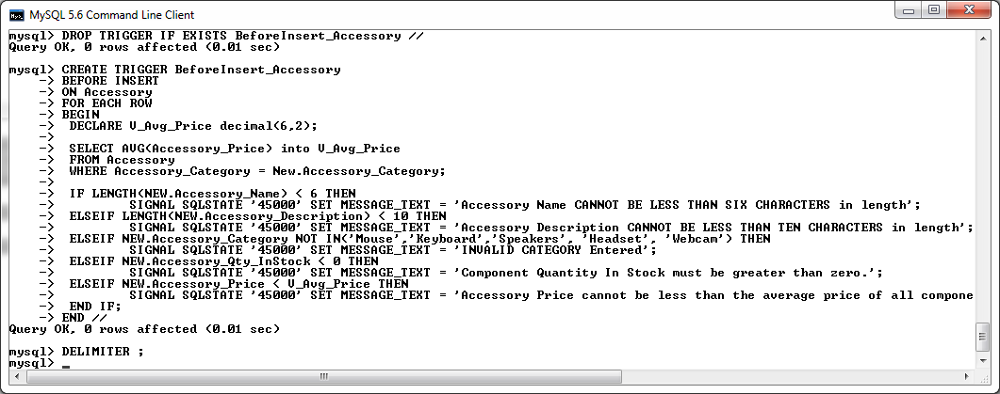 MySQL 5.6 Command Line Client
mysql> DROP TRIGGER IF EXISTS BeforeInsert_Accessory //
Query OK, 0 rows affected (0.01 sec)
mysql> CREATE TRIGGER BeforeInsert_Accessory
-> BEFORE INSERT
-> ON Accessory
-> FOR EACH ROW
-> BEGIN
-> DECLARE V_Avg_Price decimal(6,2);
->
-> SELECT AVG(Accessory_Price) into V_Avg_Price
-> FROM Accessory
-> WHERE Accessory_Category = New.Accessory_Category;
->
-> IF LENGTH(NEW.Accessory_Name) < 6 THEN
-> SIGNAL SQLSTATE '45000' SET MESSAGE_TEXT = 'Accessory Name CANNOT BE LESS THAN SIX CHARACTERS in length';
-> ELSEIF LENGTH(NEW.Accessory_Description) < 10 THEN
-> SIGNAL SQLSTATE '45000' SET MESSAGE_TEXT = 'Accessory Description CANNOT BE LESS THAN TEN CHARACTERS in length';
-> ELSEIF NEW.Accessory_Category NOT IN('Mouse','Keyboard','Speakers', 'Headset', 'Webcam') THEN
-> SIGNAL SQLSTATE '45000' SET MESSAGE_TEXT = 'INVALID CATEGORY Entered';
-> ELSEIF NEW.Accessory_Qty_InStock < 0 THEN
-> SIGNAL SQLSTATE '45000' SET MESSAGE_TEXT = 'Component Quantity In Stock must be greater than zero.';
-> ELSEIF NEW.Accessory_Price < V_Avg_Price THEN
-> SIGNAL SQLSTATE '45000' SET MESSAGE_TEXT = 'Accessory Price cannot be less than the average price of all compone
-> END IF;
-> END //
Query OK, 0 rows affected (0.01 sec)
mysql> DELIMITER ;
mysql> _